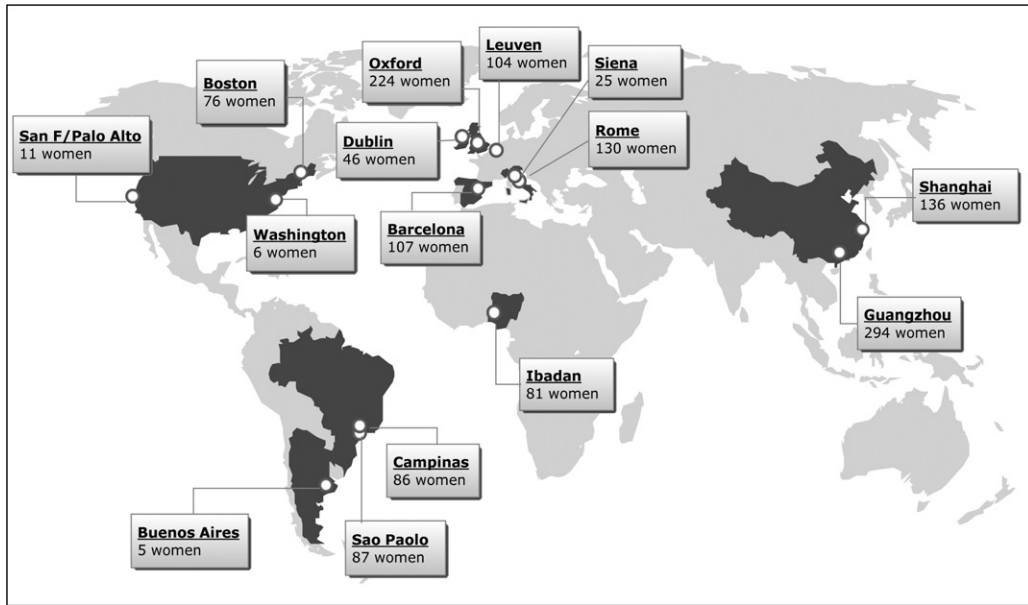 Leuven
104 women
Siena
25 women
Oxford
224 women
Boston
76 women
San F/Palo Alto
11 women
Dublin
46 women
Rome
130 women
Shanghai
136 women
Washington
6 women
Barcelona
107 women
Guangzhou
294 women
Ibadan
81 women
Campinas
86 women
Buenos Aires
5 women
Sao Paolo
87 women